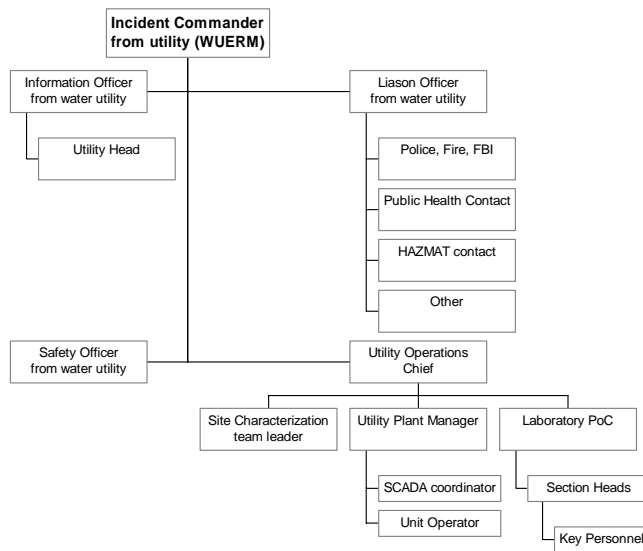 Incident Commander
from utility (WUERM)
Information Officer
from water utility
Liason Officer
from water utility
Utility Head
Police, Fire, FBI
Public Health Contact
HAZMAT contact
Other
Safety Officer
from water utility
Utility Operations
Chief
Site Characterization
team leader
Utility Plant Manager
Laboratory PoC
SCADA coordinator
Section Heads
Unit Operator
Key Personnel